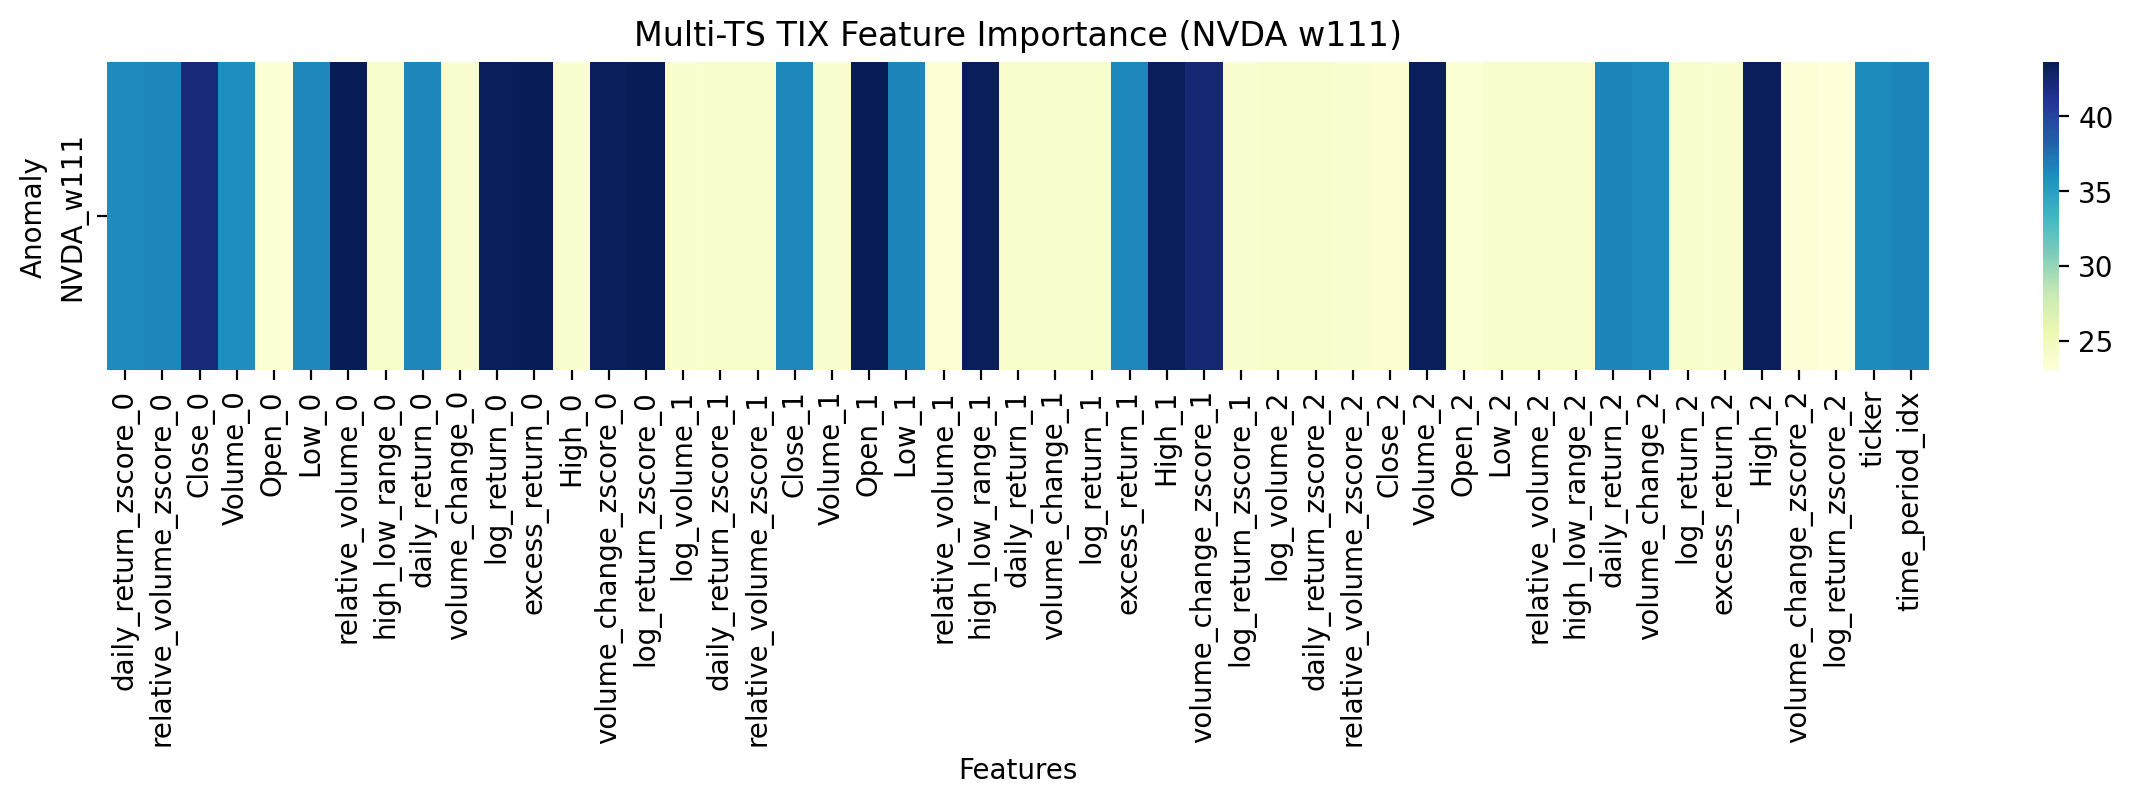 Multi-TS TIX Feature Importance (NVDA w111)
Anomaly
NVDA_w111
40
35
30
25
daily_return_zscore_0
relative_volume_zscore_0
Close_0
Volume_0
Open_0
Low_0
relative_volume_0
high_low_range_0
daily_return_0
volume_change_0
log_return_0
excess_return_0
High_0
volume_change_zscore_0
log_return_zscore_0
log_volume_1
daily_return_zscore_1
relative_volume_zscore_1
Close_1
Volume_1
Open_1
Low_1
relative_volume_1
high_low_range_1
daily_return_1
volume_change_1
log_return_1
excess_return_1
High_1
volume_change_zscore_1
log_return_zscore_1
log_volume_2
daily_return_zscore_2
relative_volume_zscore_2
Close_2
Volume_2
Open_2
Low_2
relative_volume_2
high_low_range_2
daily_return_2
volume_change_2
log_return_2
excess_return_2
High_2
volume_change_zscore_2
log_return_zscore_2
ticker
time_period_idx
Features